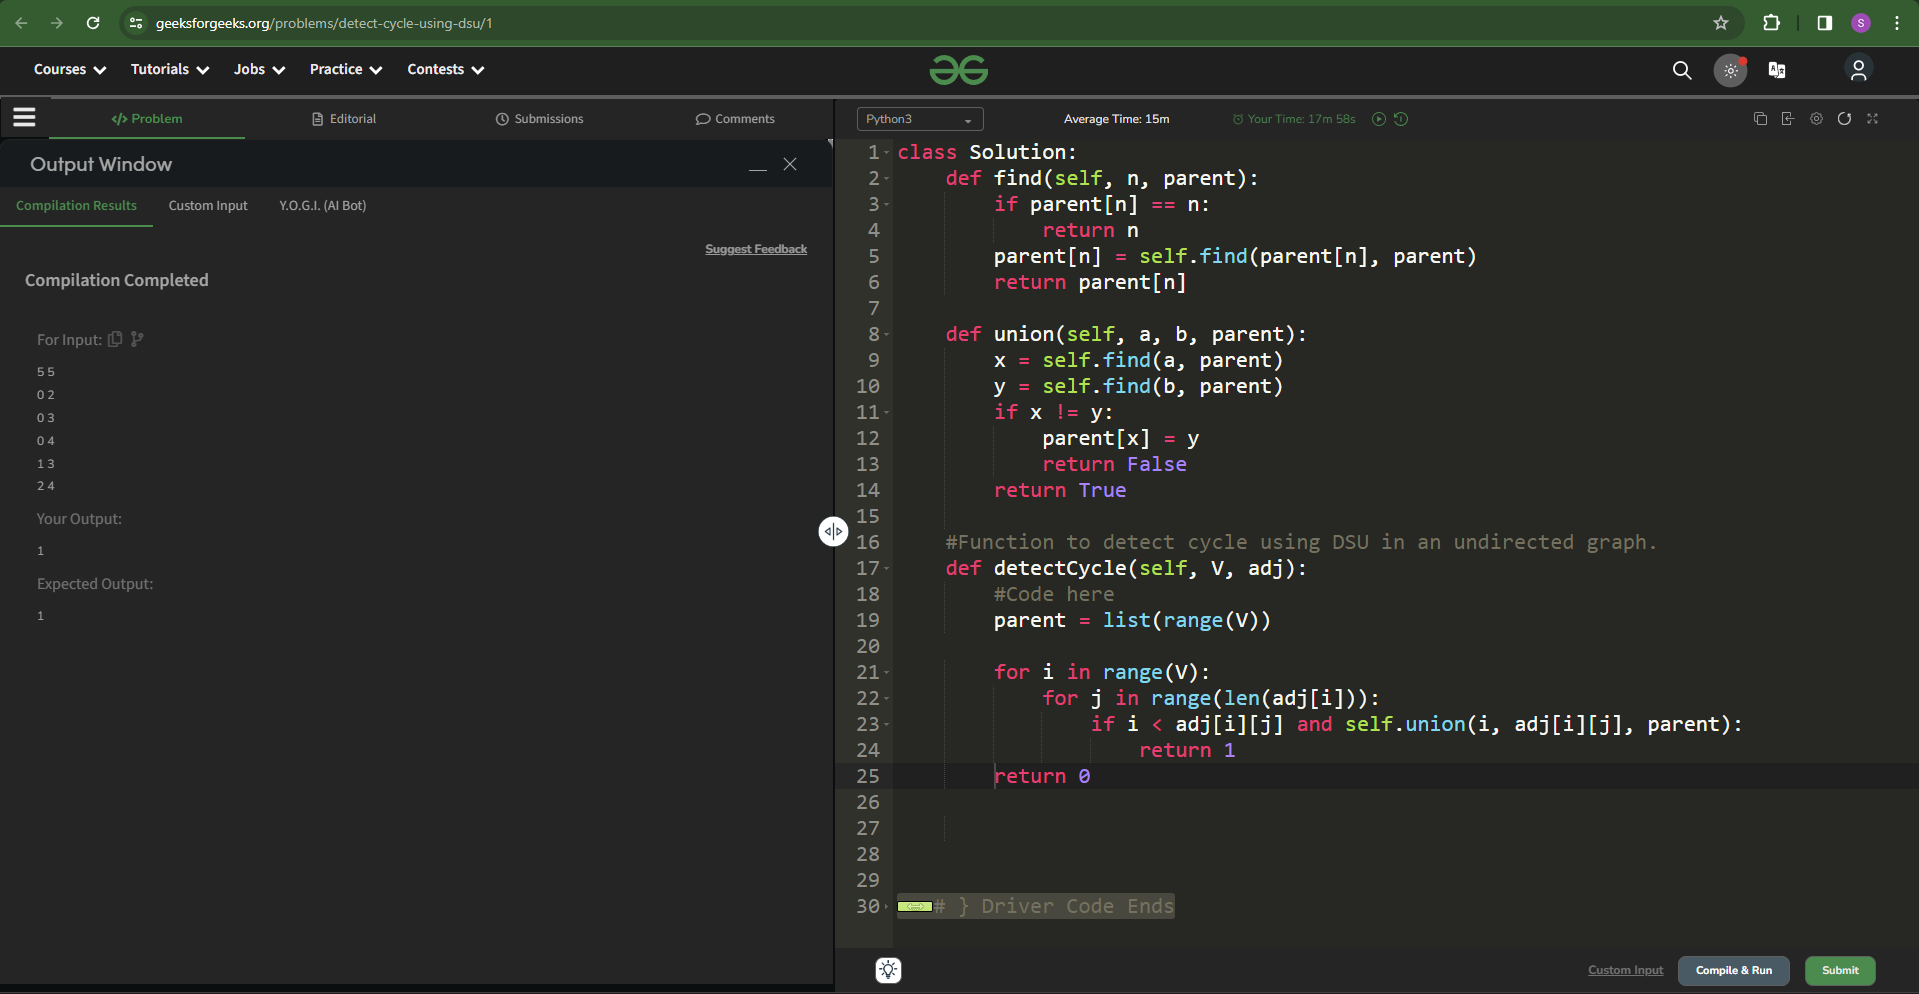 geeksforgeeks.org/problems/detect-cycle-using-dsu/1
S
Courses Tutorials Jobs Practice Contests
</> Problem Editorial Submissions Comments
Output Window
Compilation Results Custom Input Y.O.G.I. (AI Bot)
Suggest Feedback
Compilation Completed
For Input:
5 5
0 2
0 3
0 4
1 3
2 4
Your Output:
1
Expected Output:
1
Python3 Average Time: 15m Your Time: 17m 58s
1 class Solution:
2 def find(self, n, parent):
3 if parent[n] == n:
4 return n
5 parent[n] = self.find(parent[n], parent)
6 return parent[n]
7
8 def union(self, a, b, parent):
9 x = self.find(a, parent)
10 y = self.find(b, parent)
11 if x != y:
12 parent[x] = y
13 return False
14 return True
15
16 #Function to detect cycle using DSU in an undirected graph.
17 def detectCycle(self, V, adj):
18 #Code here
19 parent = list(range(V))
20
21 for i in range(V):
22 for j in range(len(adj[i])):
23 if i < adj[i][j] and self.union(i, adj[i][j], parent):
24 return 1
25 return 0
26
27
28
29
30 # } Driver Code Ends
Custom Input Compile & Run Submit